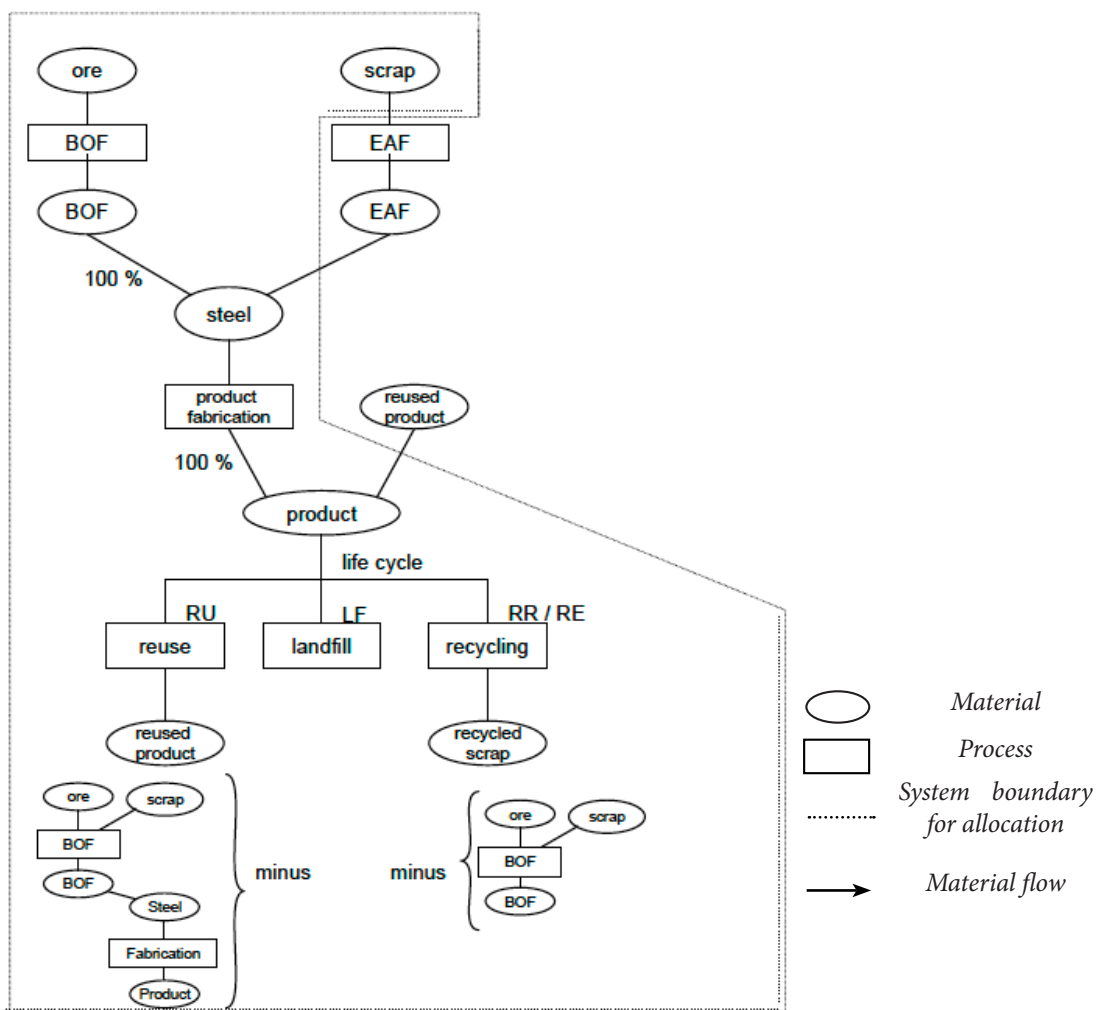 ore
scrap
BOF
EAF
BOF
EAF
100 %
steel
product
fabrication
reused
product
100 %
product
life cycle
RU
LF
RR / RE
reuse
landfill
recycling
reused
product
recycled
scrap
ore
scrap
BOF
BOF
Steel
Fabrication
Product
minus
minus
ore
scrap
BOF
BOF
Material
Process
System boundary
for allocation
Material flow